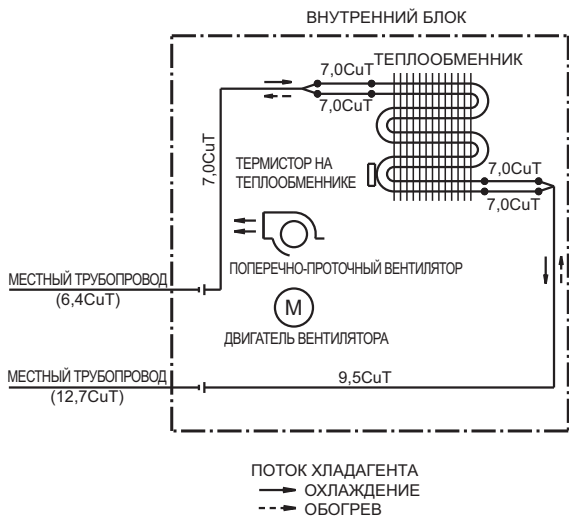 ВНУТРЕННИЙ БЛОК
ТЕПЛООБМЕННИК
7,0CuT
7,0CuT
7,0CuT
ТЕРМИСТОР НА
ТЕПЛООБМЕННИКЕ
7,0CuT
7,0CuT
ПОПЕРЕЧНО-ПРОТОЧНЫЙ ВЕНТИЛЯТОР
МЕСТНЫЙ ТРУБОПРОВОД
(6,4CuT)
M
ДВИГАТЕЛЬ ВЕНТИЛЯТОРА
МЕСТНЫЙ ТРУБОПРОВОД
(12,7CuT)
9,5CuT
ПОТОК ХЛАДАГЕНТА
ОХЛАЖДЕНИЕ
ОБОГРЕВ